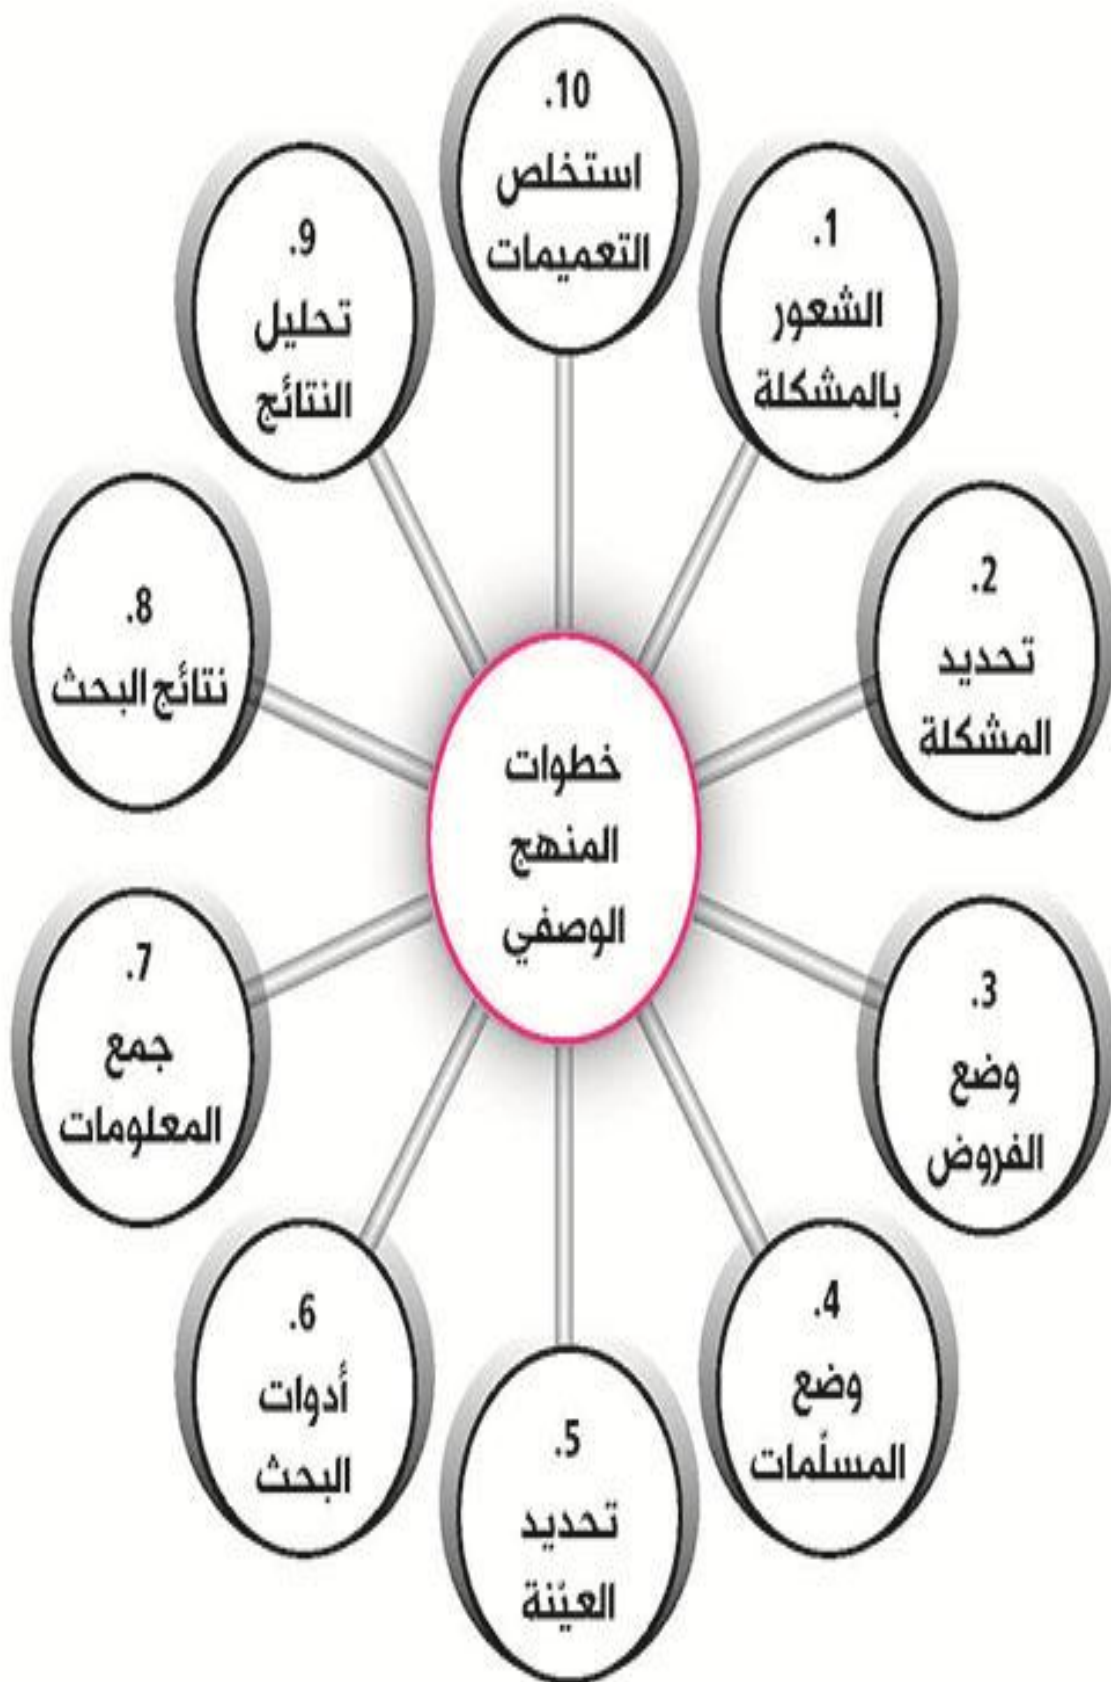 خطوات
المنهج
الوصفي
1.
الشعور
بالمشكلة
2.
تحديد
المشكلة
3.
وضع
الفروض
4.
وضع
المسلّمات
5.
تحديد
العيّنة
6.
أدوات
البحث
7.
جمع
المعلومات
8.
نتائج البحث
9.
تحليل
النتائج
10.
استخلص
التعميمات